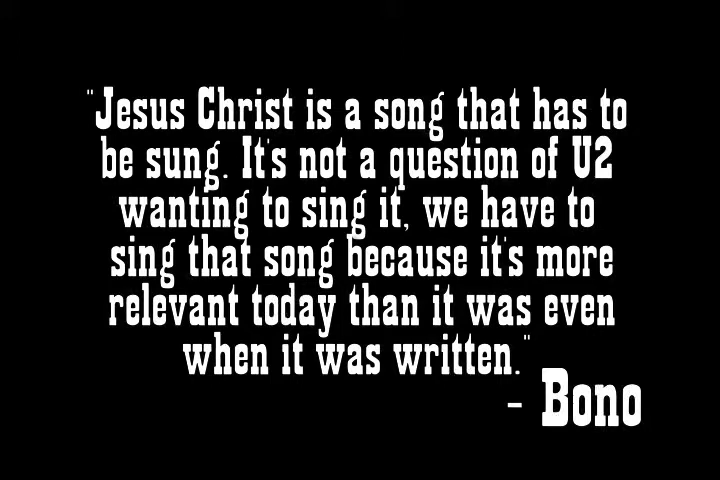 "Jesus Christ is a song that has to
be sung. It's not a question of U2
wanting to sing it, we have to
sing that song because it's more
relevant today than it was even
when it was written."
- Bono